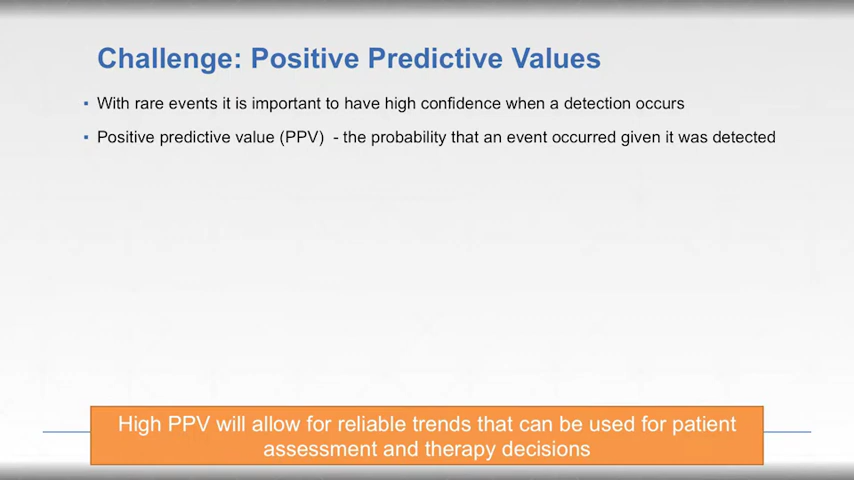 Challenge: Positive Predictive Values
▪ With rare events it is important to have high confidence when a detection occurs
▪ Positive predictive value (PPV)  - the probability that an event occurred given it was detected
High PPV will allow for reliable trends that can be used for patient
assessment and therapy decisions